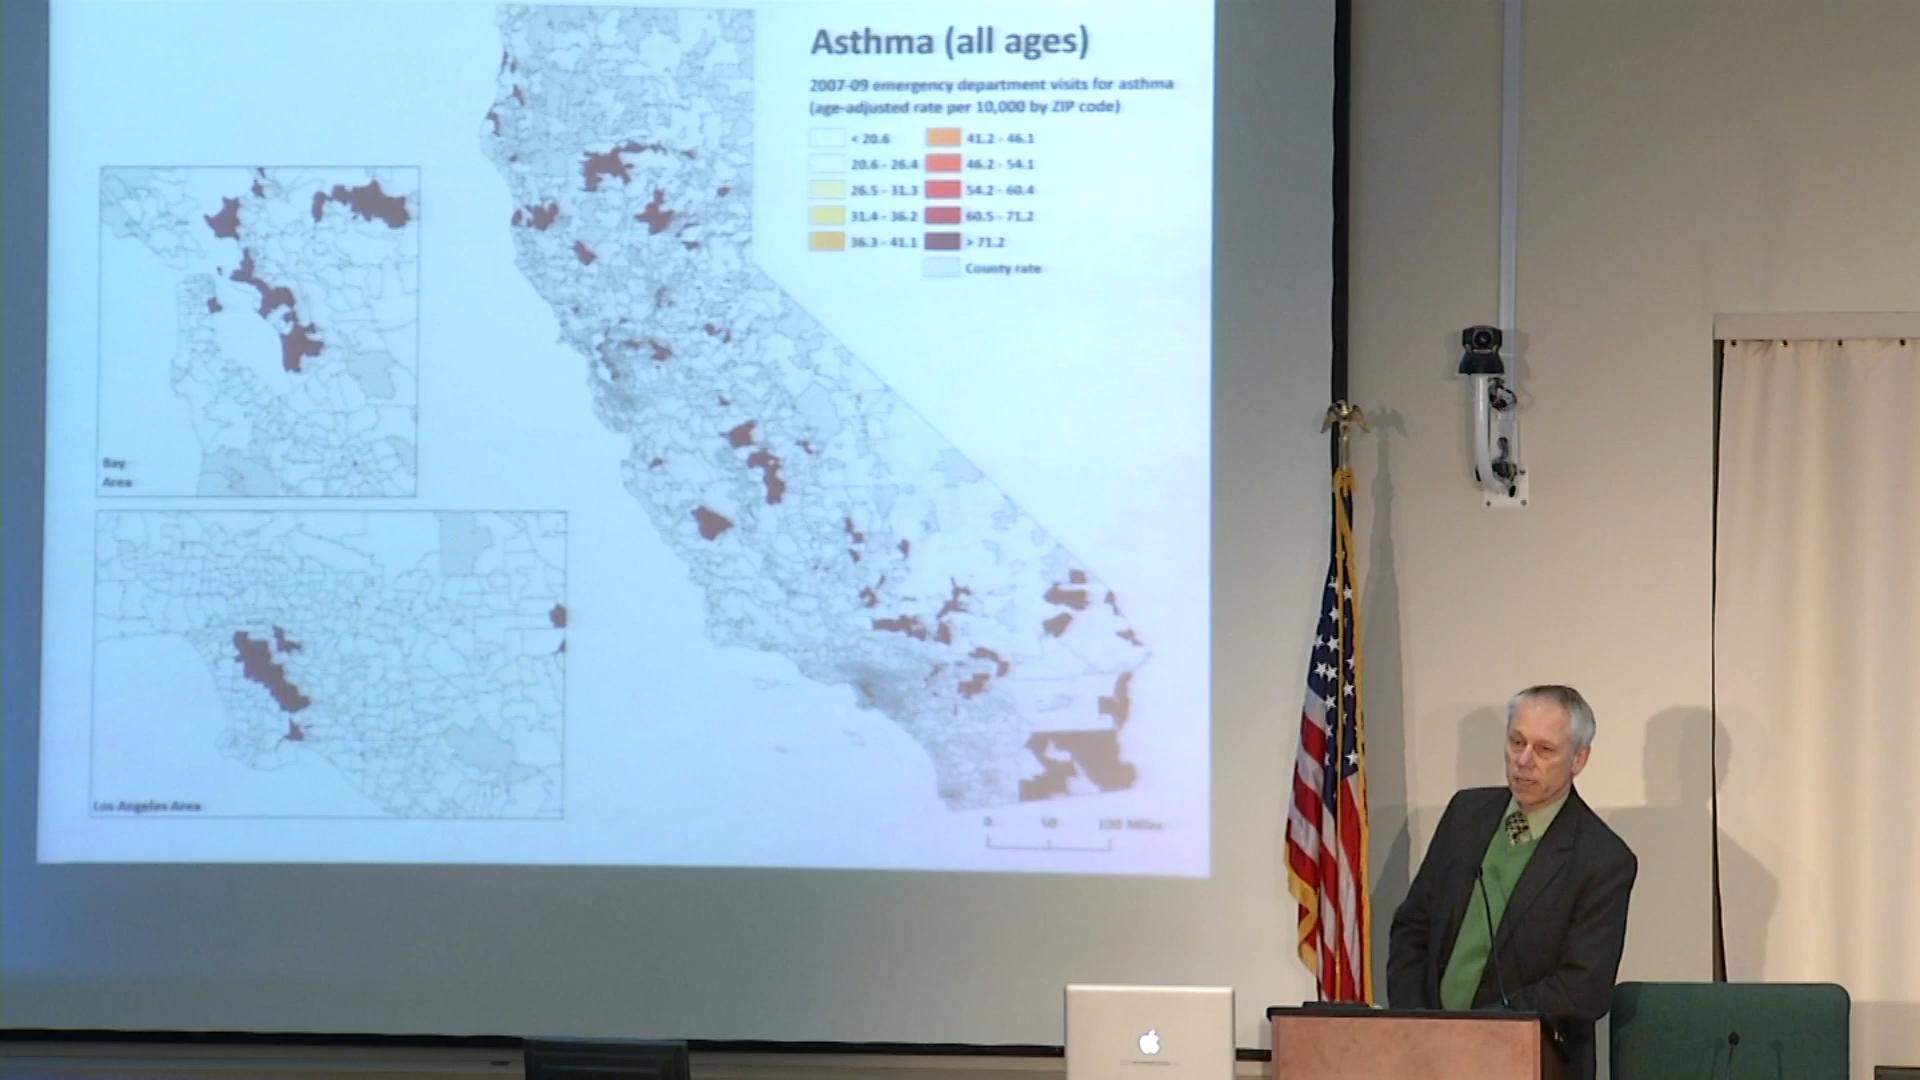 Asthma (all ages)
2007-09 emergency department visits for asthma
(age-adjusted rate per 10,000 by ZIP code)
< 20.6
20.6 - 26.4
26.5 - 31.3
31.4 - 36.2
36.3 - 41.1
41.2 - 46.1
46.2 - 54.1
54.2 - 60.4
60.5 - 71.2
> 71.2
County rate
Bay
Area
Los Angeles Area
0 50 100 Miles